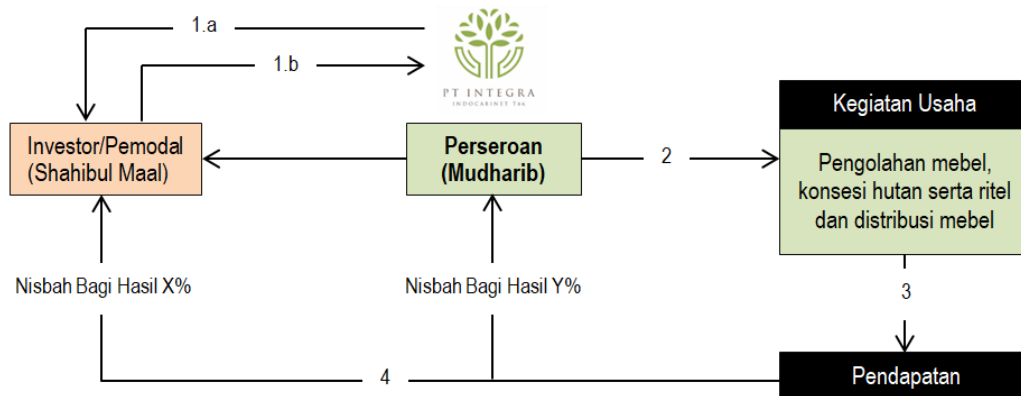 1.a
1.b
PT INTEGRA
INDOCABINET Tbk
Kegiatan Usaha
Investor/Pemodal
(Shahibul Maal)
Perseroan
(Mudharib)
2
Pengolahan mebel,
konsesi hutan serta ritel
dan distribusi mebel
Nisbah Bagi Hasil X%
Nisbah Bagi Hasil Y%
3
4
Pendapatan